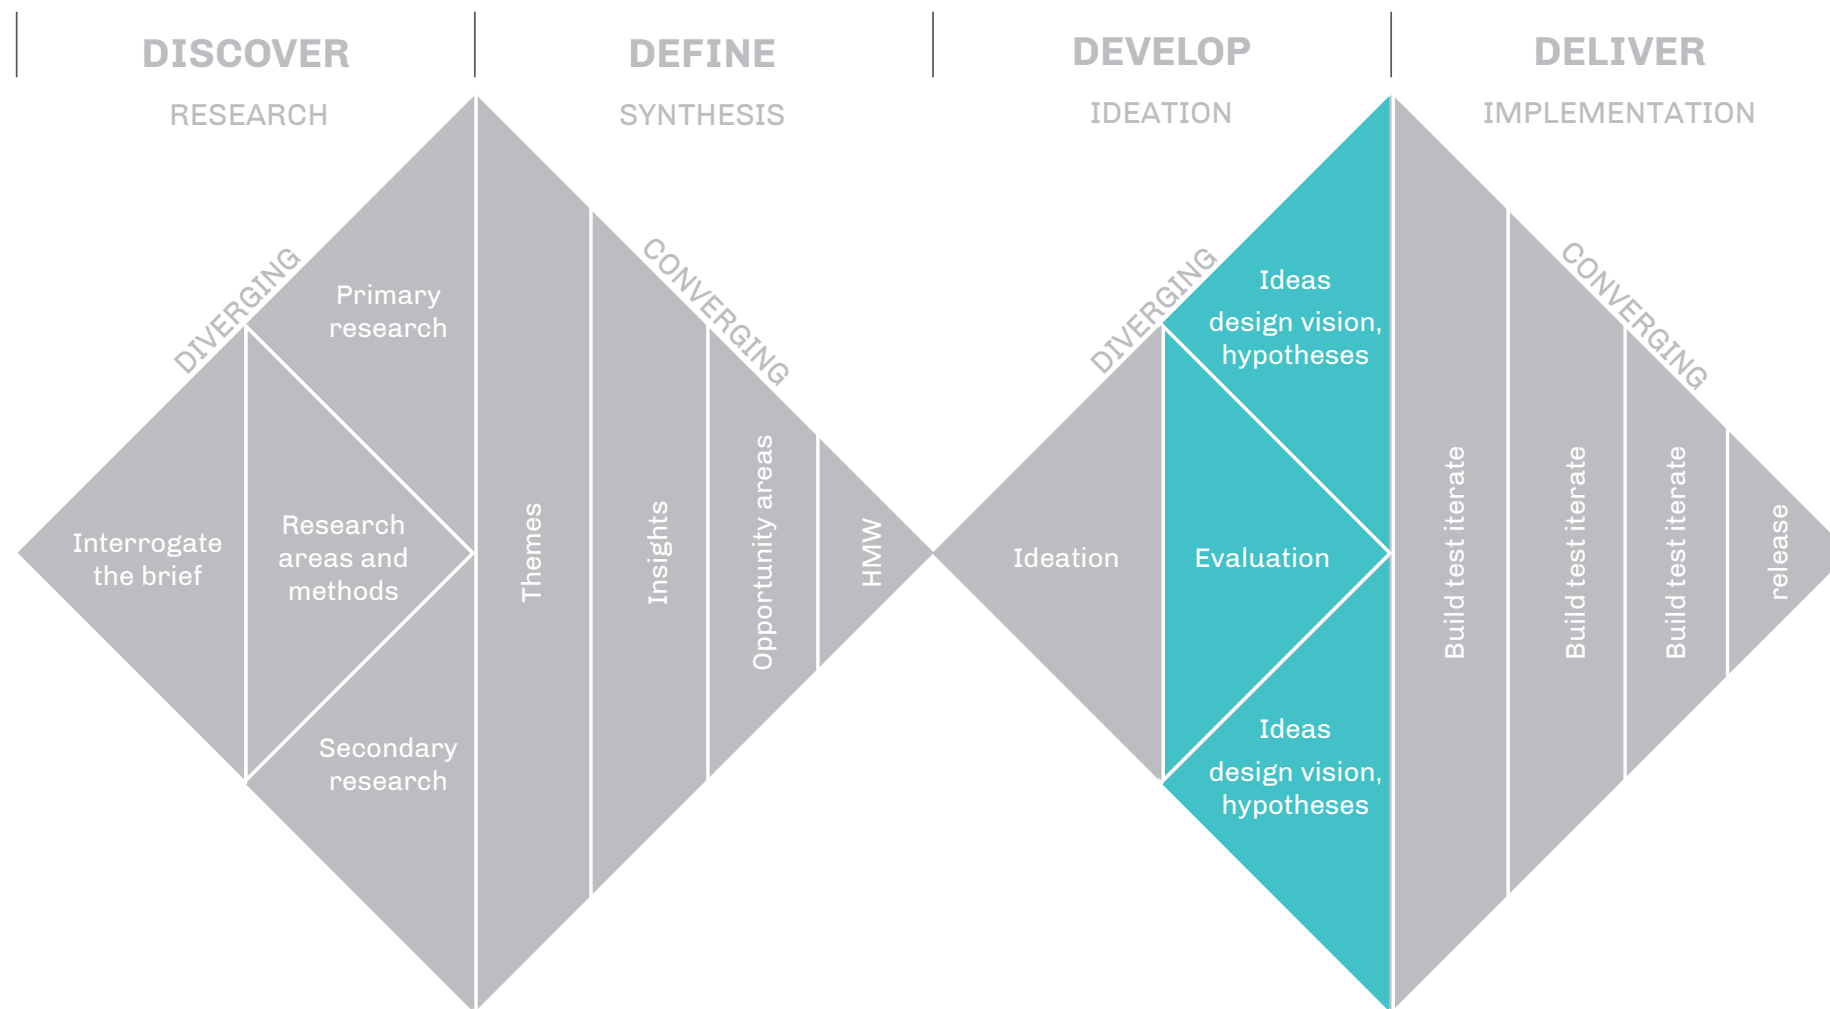 DISCOVER
RESEARCH
DEFINE
SYNTHESIS
DEVELOP
IDEATION
DELIVER
IMPLEMENTATION
DIVERGING
Interrogate
the brief
Research
areas and
methods
Primary
research
Secondary
research
CONVERGING
Themes
Insights
Opportunity areas
HMW
DIVERGING
Ideation
Evaluation
Ideas
design vision,
hypotheses
Ideas
design vision,
hypotheses
CONVERGING
Build test iterate
Build test iterate
Build test iterate
release